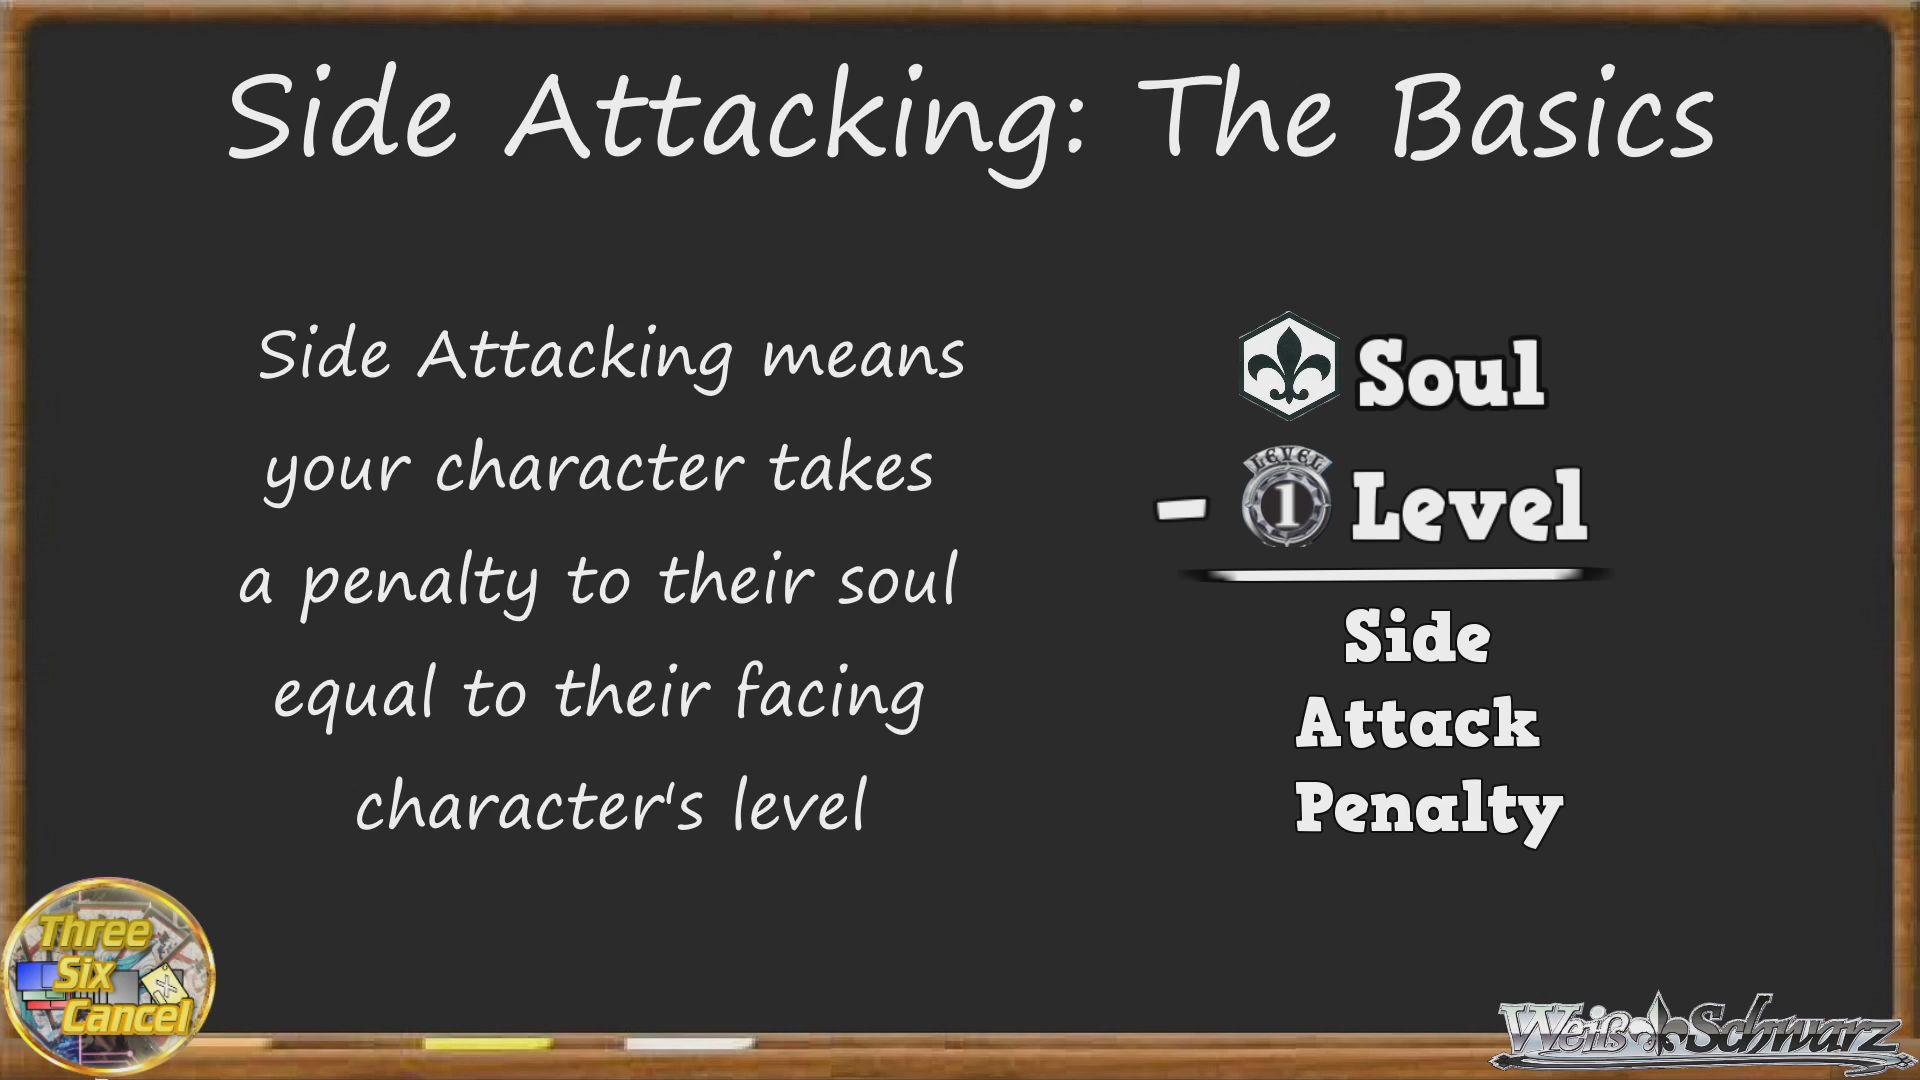 Side Attacking: The Basics
Side Attacking means
your character takes
a penalty to their soul
equal to their facing
character's level
Soul
LEVEL
- 1 Level
Side
Attack
Penalty
Three
Six
Cancel
Weiß Schwarz